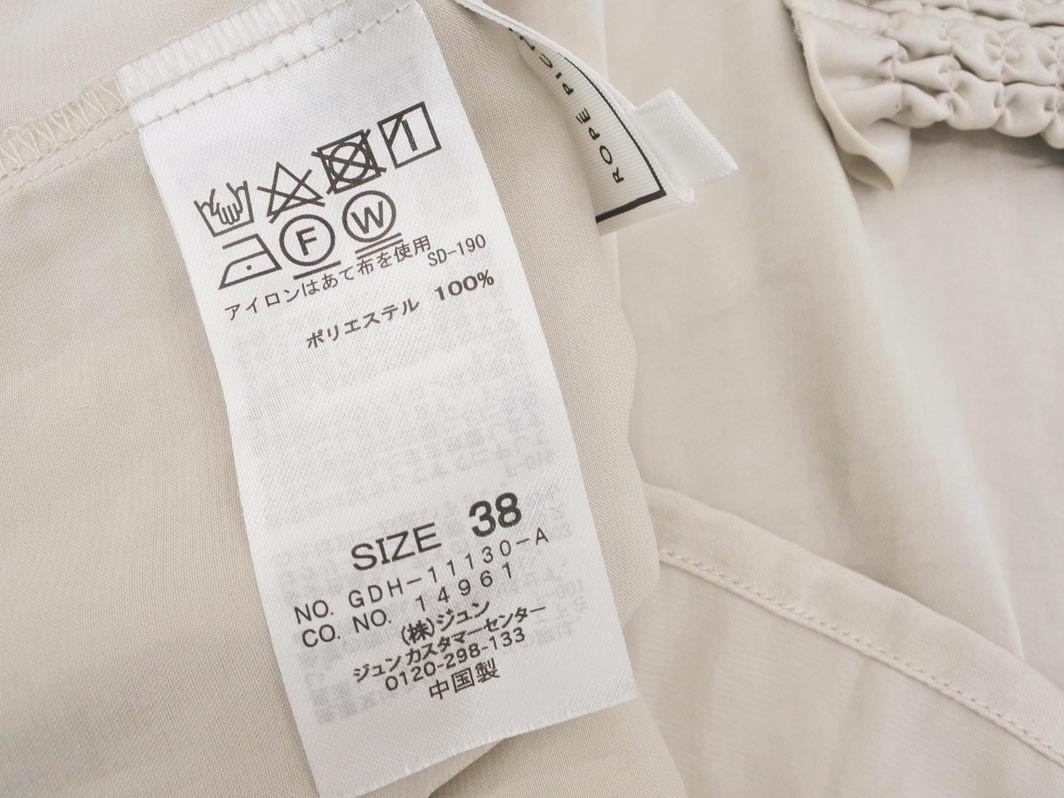 ROPÉ PIC
F W
アイロンはあて布を使用
SD-190
ポリエステル 100%
SIZE 38
NO. GDH-11130-A
CO. NO. 14961
(株)ジュン
ジュンカスタマーセンター
0120-298-133
中国製